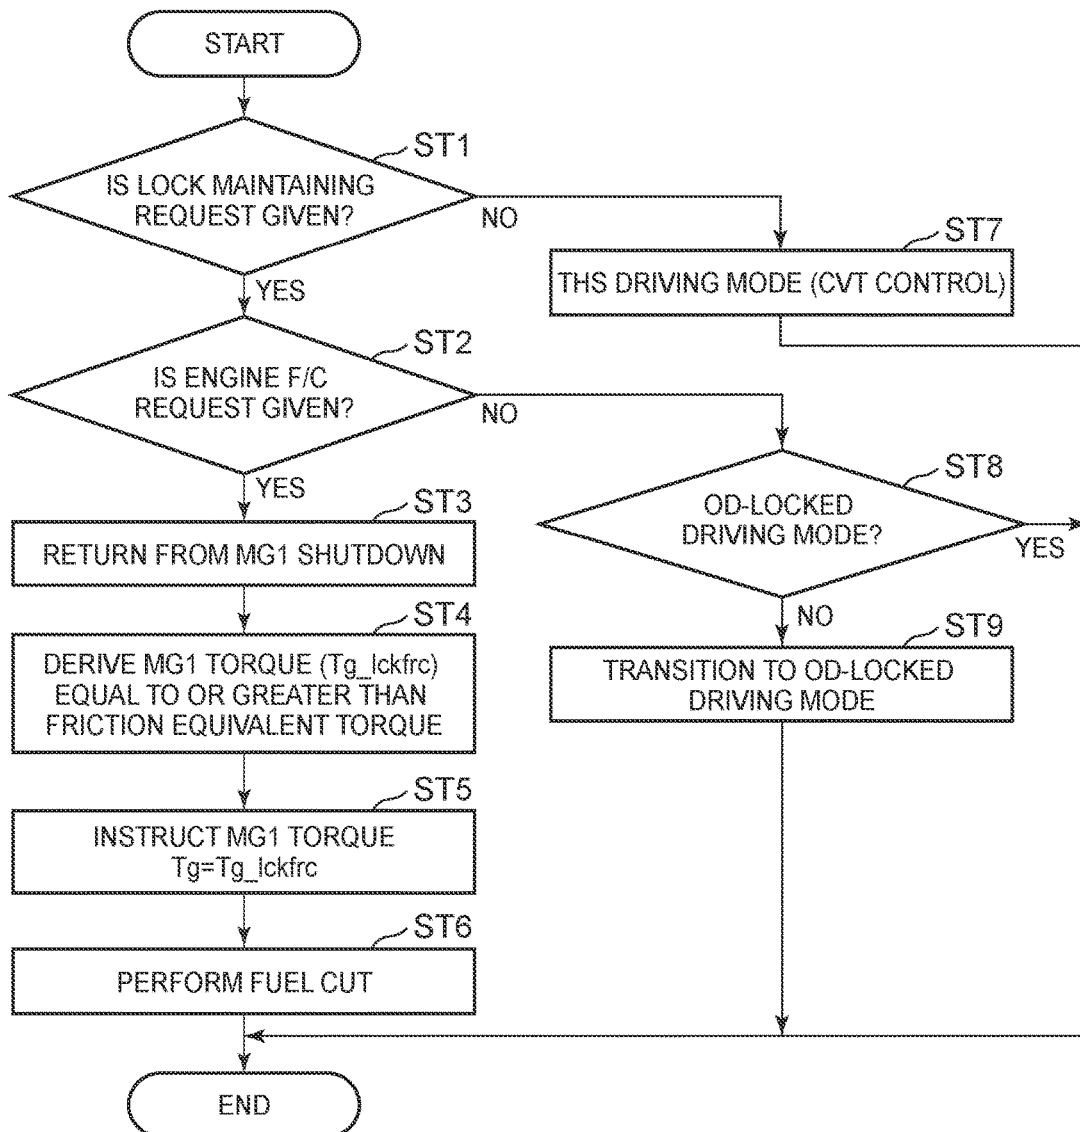 START
ST1
IS LOCK MAINTAINING
REQUEST GIVEN?
NO
YES
ST7
THS DRIVING MODE (CVT CONTROL)
ST2
IS ENGINE F/C
REQUEST GIVEN?
NO
YES
ST8
OD-LOCKED
DRIVING MODE?
YES
NO
ST3
RETURN FROM MG1 SHUTDOWN
ST4
DERIVE MG1 TORQUE (Tg_lckfrc)
EQUAL TO OR GREATER THAN
FRICTION EQUIVALENT TORQUE
ST9
TRANSITION TO OD-LOCKED
DRIVING MODE
ST5
INSTRUCT MG1 TORQUE
Tg=Tg_lckfrc
ST6
PERFORM FUEL CUT
END